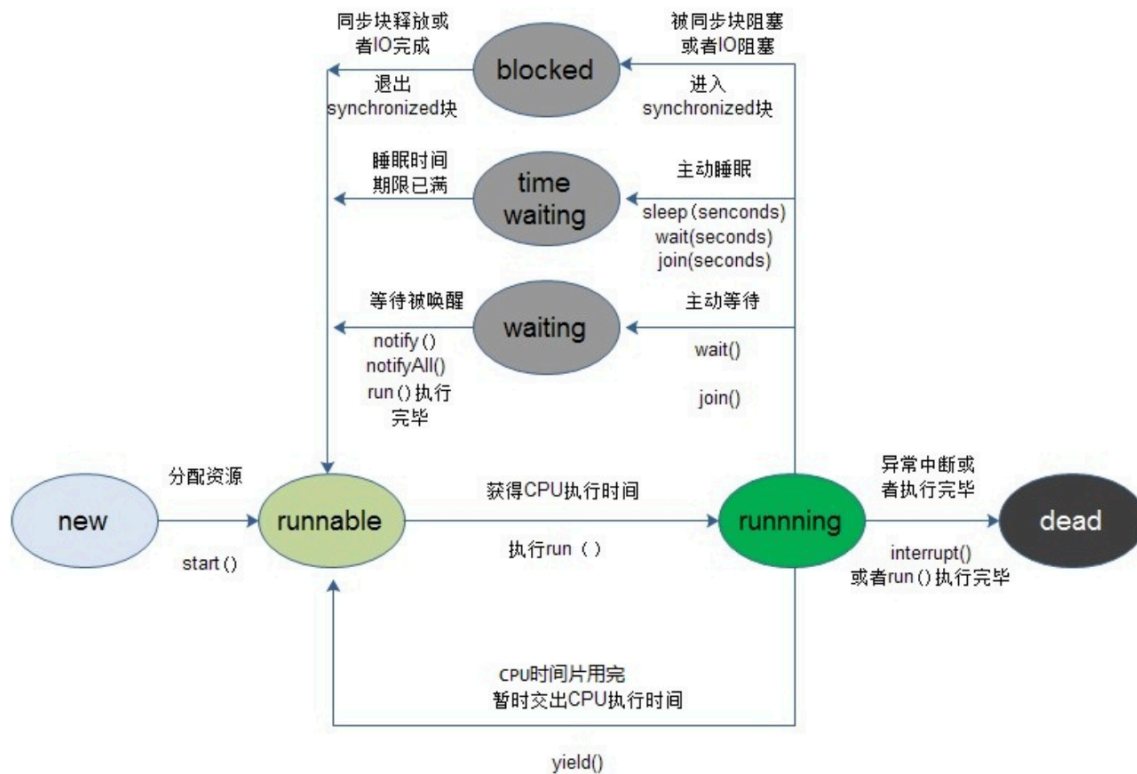 同步块释放或
者IO完成
退出
synchronized块
blocked
被同步块阻塞
或者IO阻塞
进入
synchronized块
睡眠时间
期限已满
time
waiting
主动睡眠
sleep(senconds)
wait(seconds)
join(seconds)
等待被唤醒
notify()
notifyAll()
run()执行
完毕
waiting
主动等待
wait()
join()
new
分配资源
start()
runnable
获得CPU执行时间
执行run （）
runnning
异常中断或
者执行完毕
interrupt()
或者run()执行完毕
dead
CPU时间片用完
暂时交出CPU执行时间
yield()